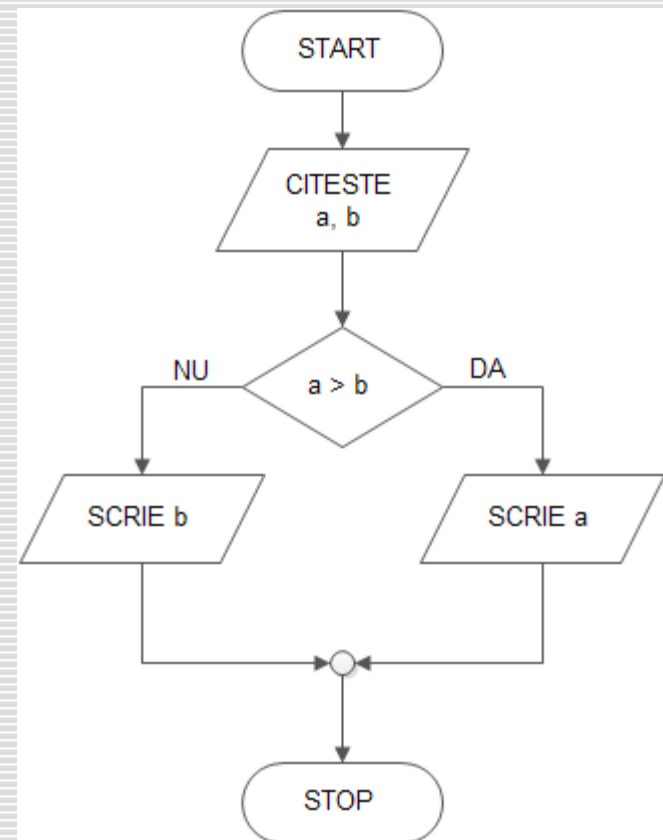 START
CITESTE
a, b
NU
DA
a > b
SCRIE b
SCRIE a
STOP